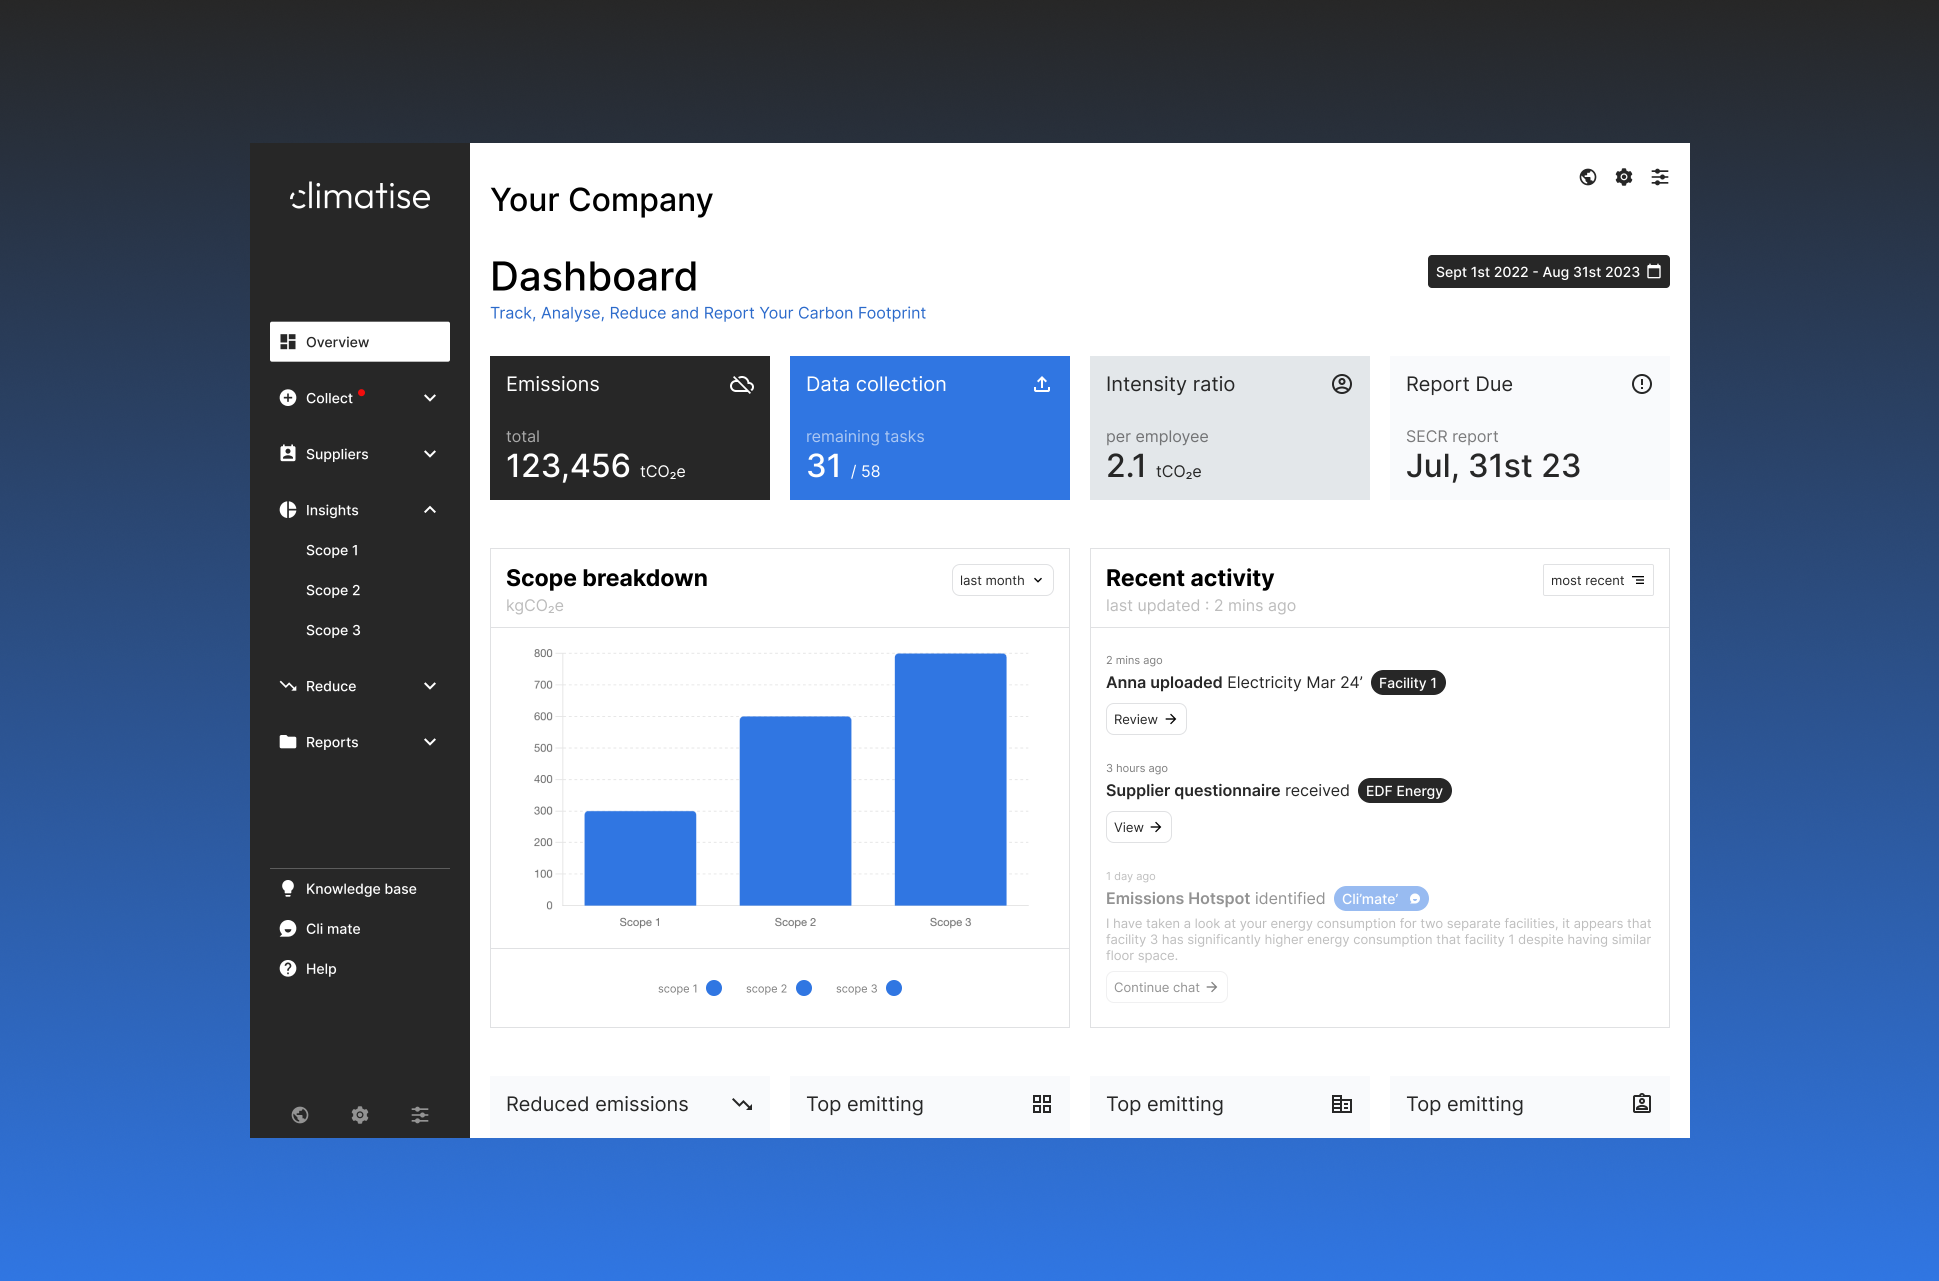 climatise
Overview
Collect
Suppliers
Insights
Scope 1
Scope 2
Scope 3
Reduce
Reports
Knowledge base
Cli mate
Help
Your Company
Dashboard
Track, Analyse, Reduce and Report Your Carbon Footprint
Sept 1st 2022 - Aug 31st 2023
Emissions
total
123,456 tCO₂e
Data collection
remaining tasks
31 / 58
Intensity ratio
per employee
2.1 tCO₂e
Report Due
SECR report
Jul, 31st 23
Scope breakdown
kgCO₂e
last month
800
700
600
500
400
300
200
100
0
Scope 1 Scope 2 Scope 3
scope 1 scope 2 scope 3
Recent activity
last updated : 2 mins ago
most recent
2 mins ago
Anna uploaded Electricity Mar 24’ Facility 1
Review
3 hours ago
Supplier questionnaire received EDF Energy
View
1 day ago
Emissions Hotspot identified Cli’mate’
I have taken a look at your energy consumption for two separate facilities, it appears that
facility 3 has significantly higher energy consumption that facility 1 despite having similar
floor space.
Continue chat
Reduced emissions
Top emitting
Top emitting
Top emitting